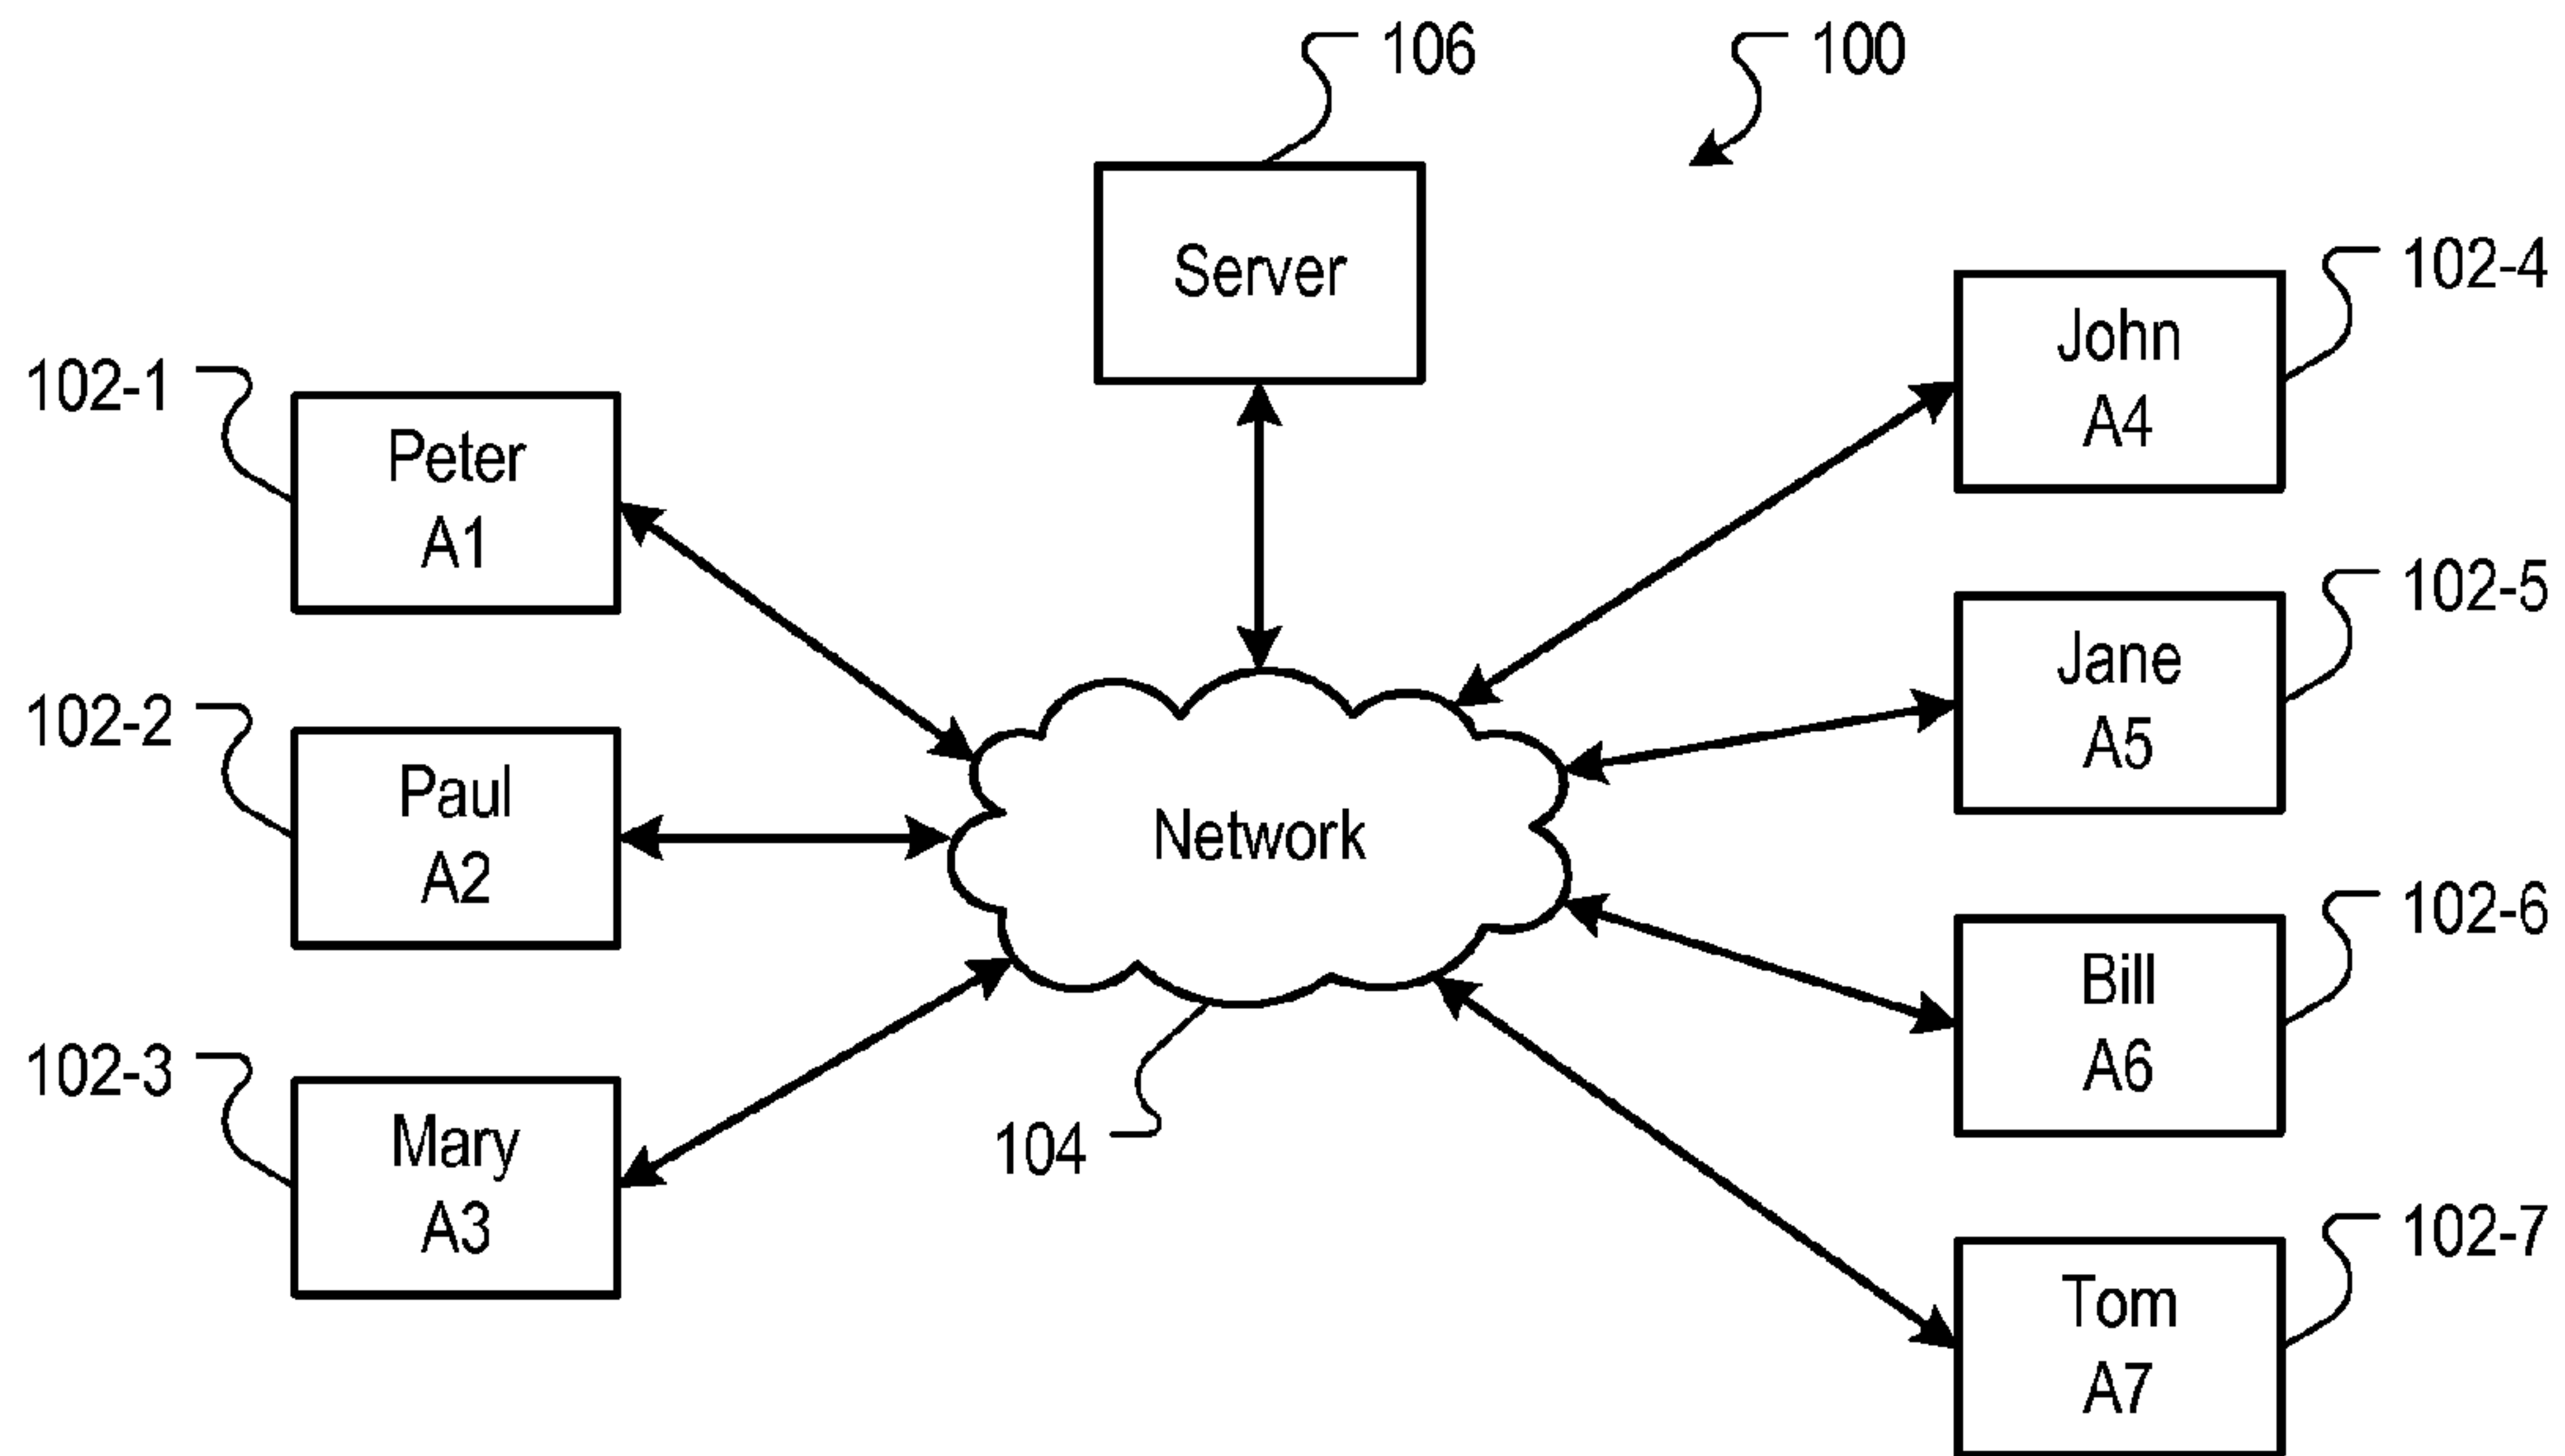 106
100
Server
102-4
John
A4
102-1
Peter
A1
102-5
Jane
A5
102-2
Paul
A2
Network
102-6
Bill
A6
102-3
Mary
A3
104
102-7
Tom
A7